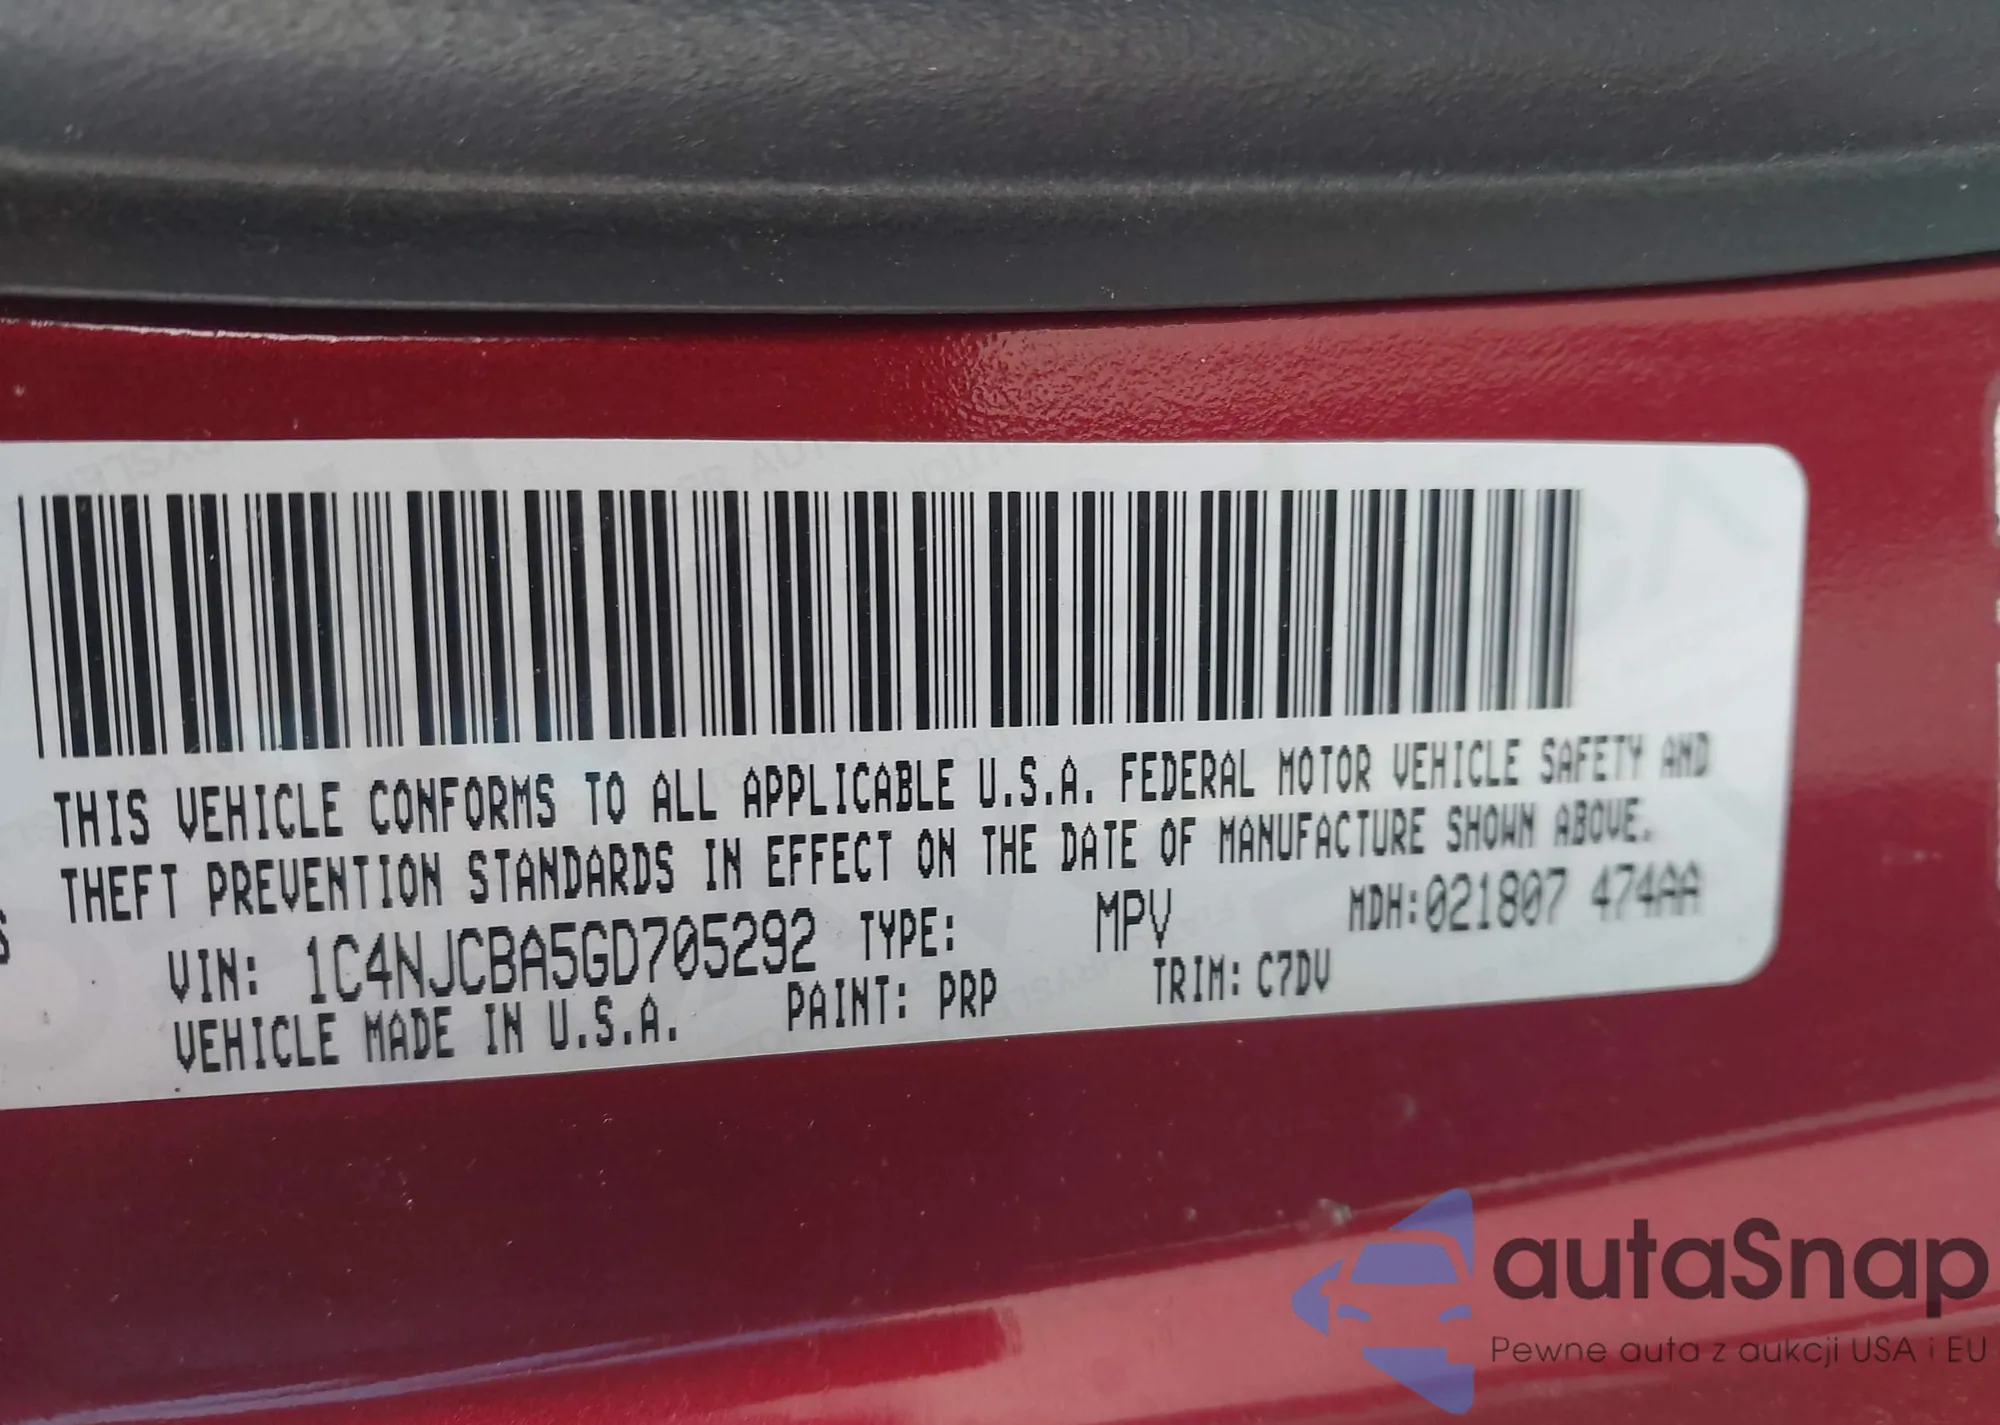 THIS VEHICLE CONFORMS TO ALL APPLICABLE U.S.A. FEDERAL MOTOR VEHICLE SAFETY AND
THEFT PREVENTION STANDARDS IN EFFECT ON THE DATE OF MANUFACTURE SHOWN ABOVE.
VIN: 1C4NJCBA5GD705292 TYPE: MPV MDH:021807 474AA
VEHICLE MADE IN U.S.A. PAINT: PRP TRIM: C7DV
autaSnap
Pewne auta z aukcji USA i EU